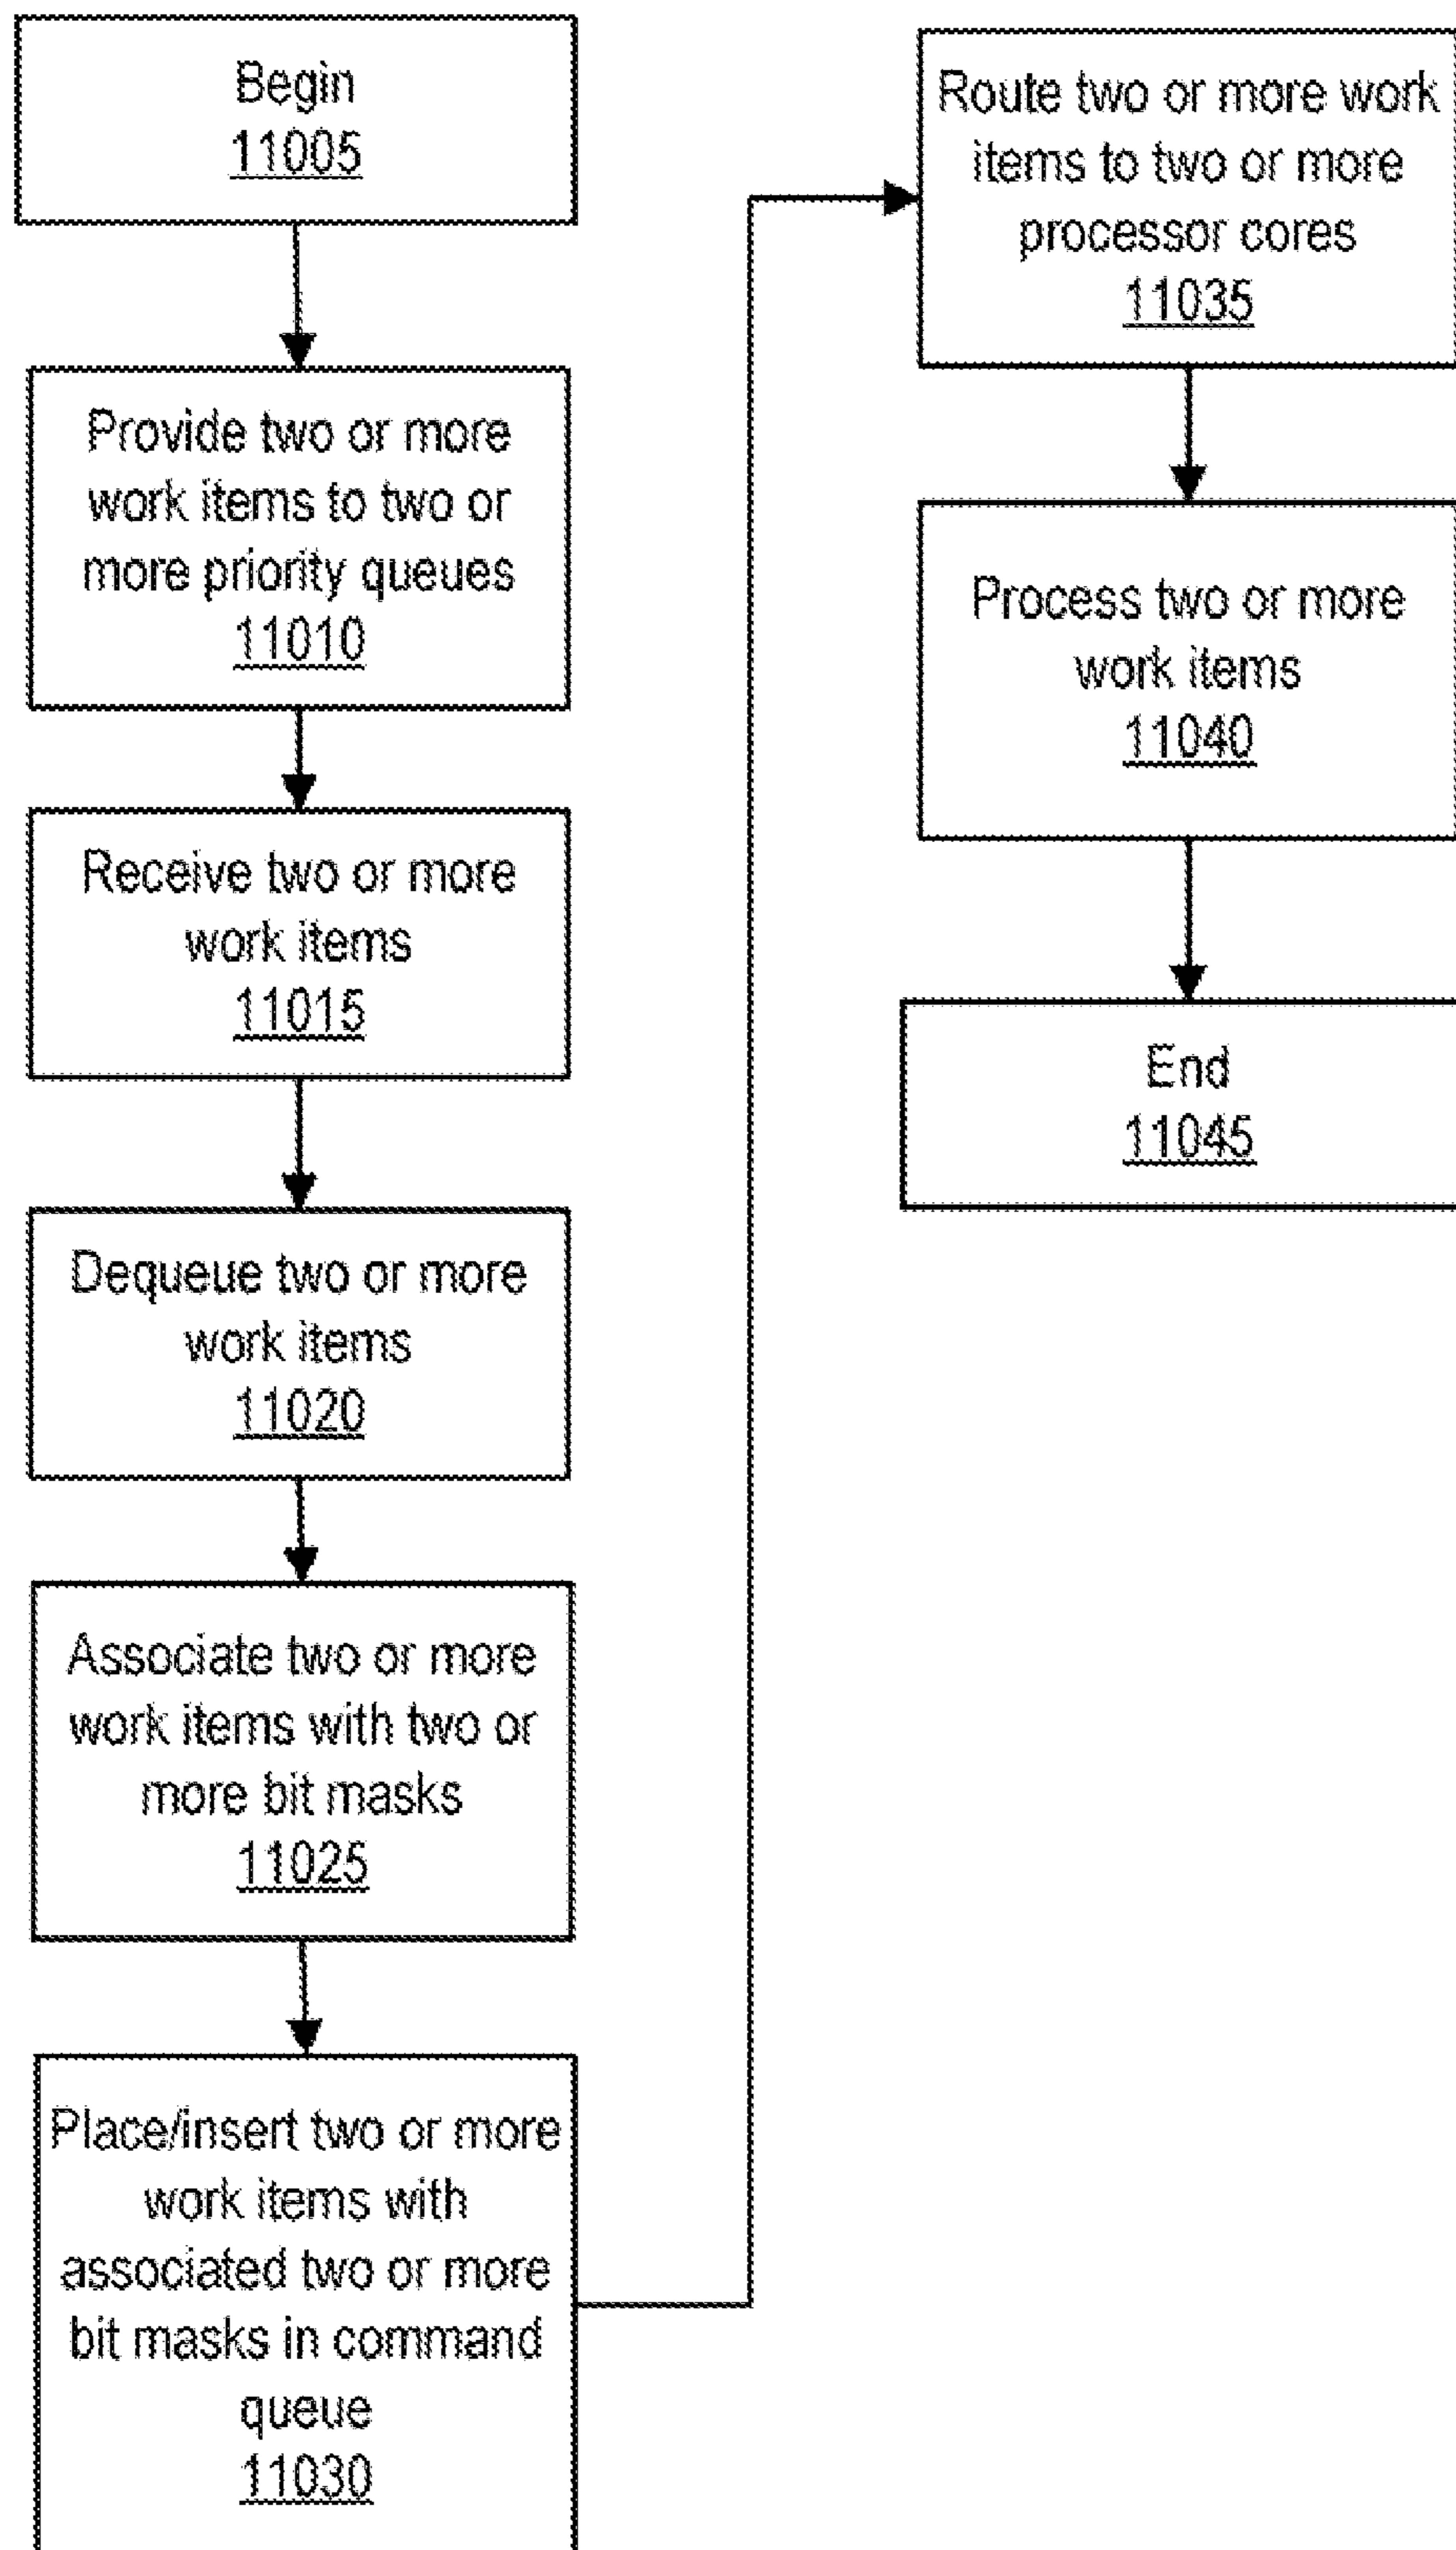 Begin
11005
Provide two or more
work items to two or
more priority queues
11010
Receive two or more
work items
11015
Dequeue two or more
work items
11020
Associate two or more
work items with two or
more bit masks
11025
Place/insert two or more
work items with
associated two or more
bit masks in command
queue
11030
Route two or more work
items to two or more
processor cores
11035
Process two or more
work items
11040
End
11045